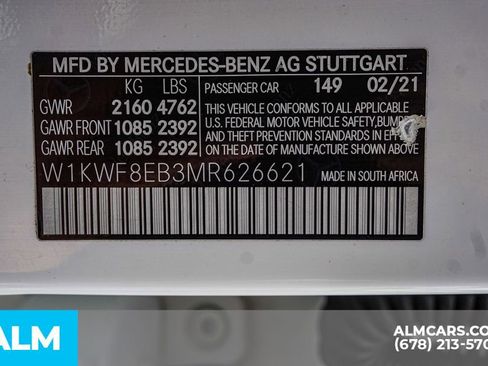 MFD BY MERCEDES-BENZ AG STUTTGART
KG LBS PASSENGER CAR 149 02/21
GVWR 2160 4762 THIS VEHICLE CONFORMS TO ALL APPLICABLE
GAWR FRONT 1085 2392 U.S. FEDERAL MOTOR VEHICLE SAFETY,
GAWR REAR 1085 2392 AND THEFT PREVENTION STANDARDS IN EFFECT
ON THE DATE OF MANUFACTURE SHOWN ABOVE.
W1KWF8EB3MR626621
MADE IN SOUTH AFRICA
ALM
ALMCARS.COM
(678) 213-570